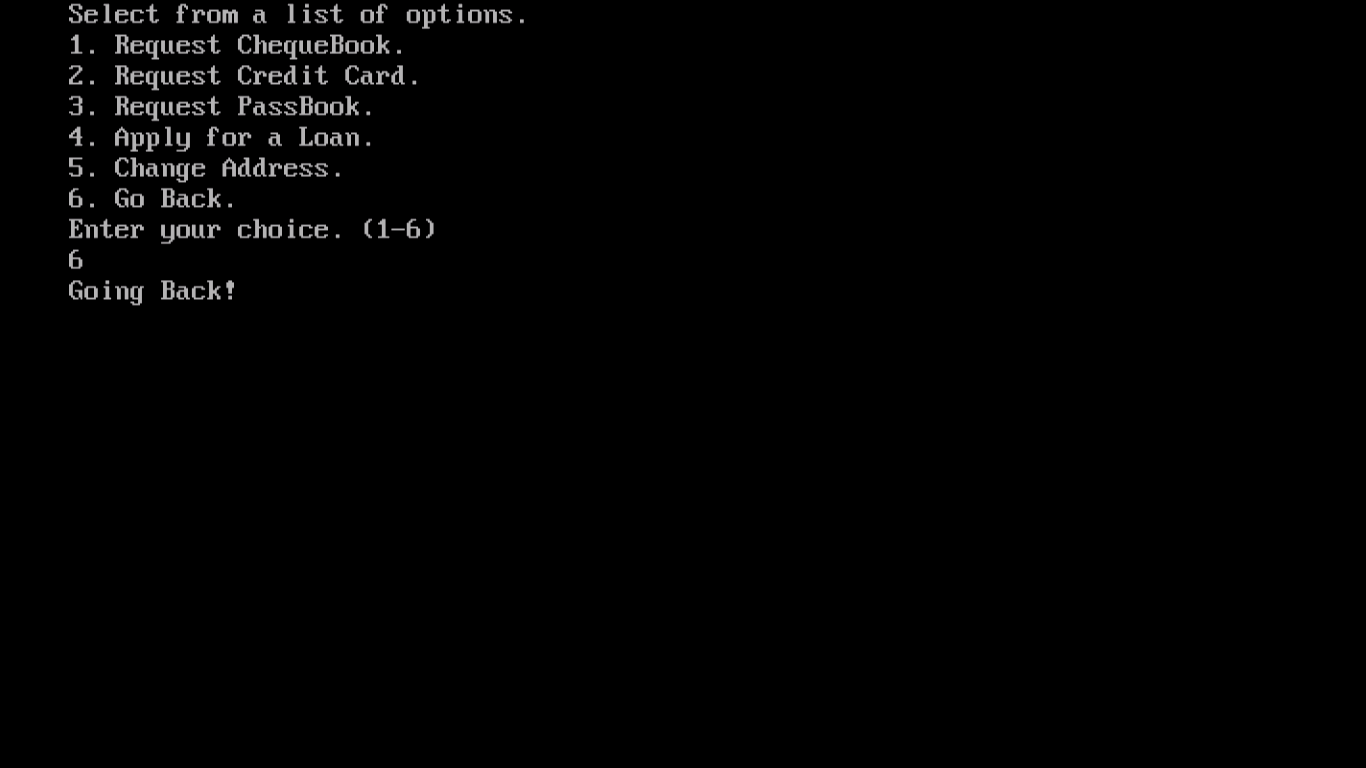 Select from a list of options.
1. Request ChequeBook.
2. Request Credit Card.
3. Request PassBook.
4. Apply for a Loan.
5. Change Address.
6. Go Back.
Enter your choice. (1-6)
6
Going Back!